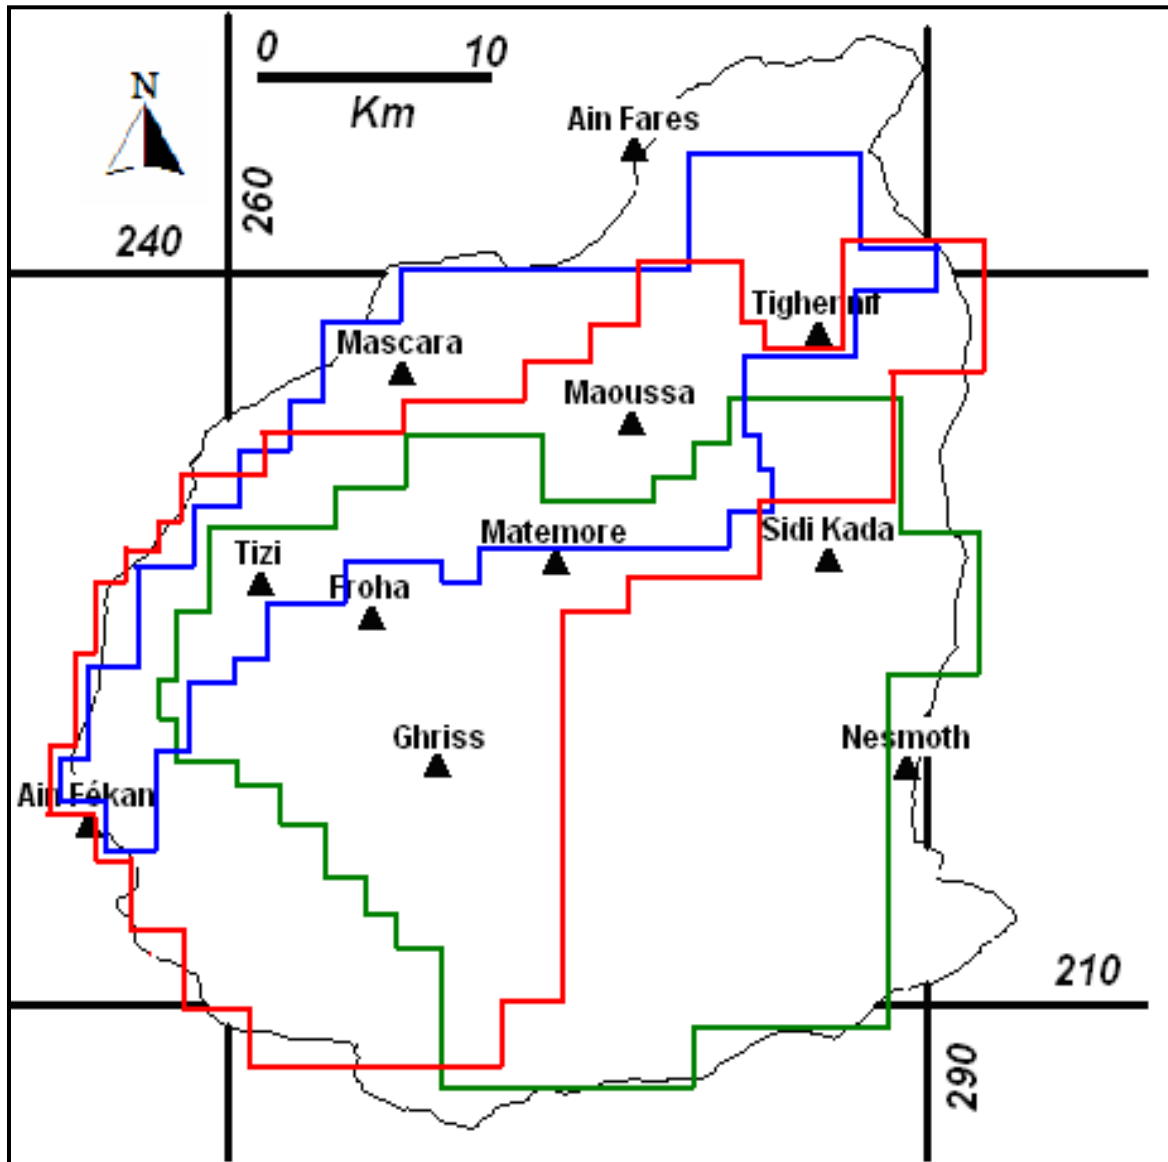 0 10
Km
N
Ain Fares
260
240
Tighennif
Mascara
Maoussa
Matemore
Sidi Kada
Tizi
Froha
Ghriss
Nesmoth
Ain Fékan
210
290